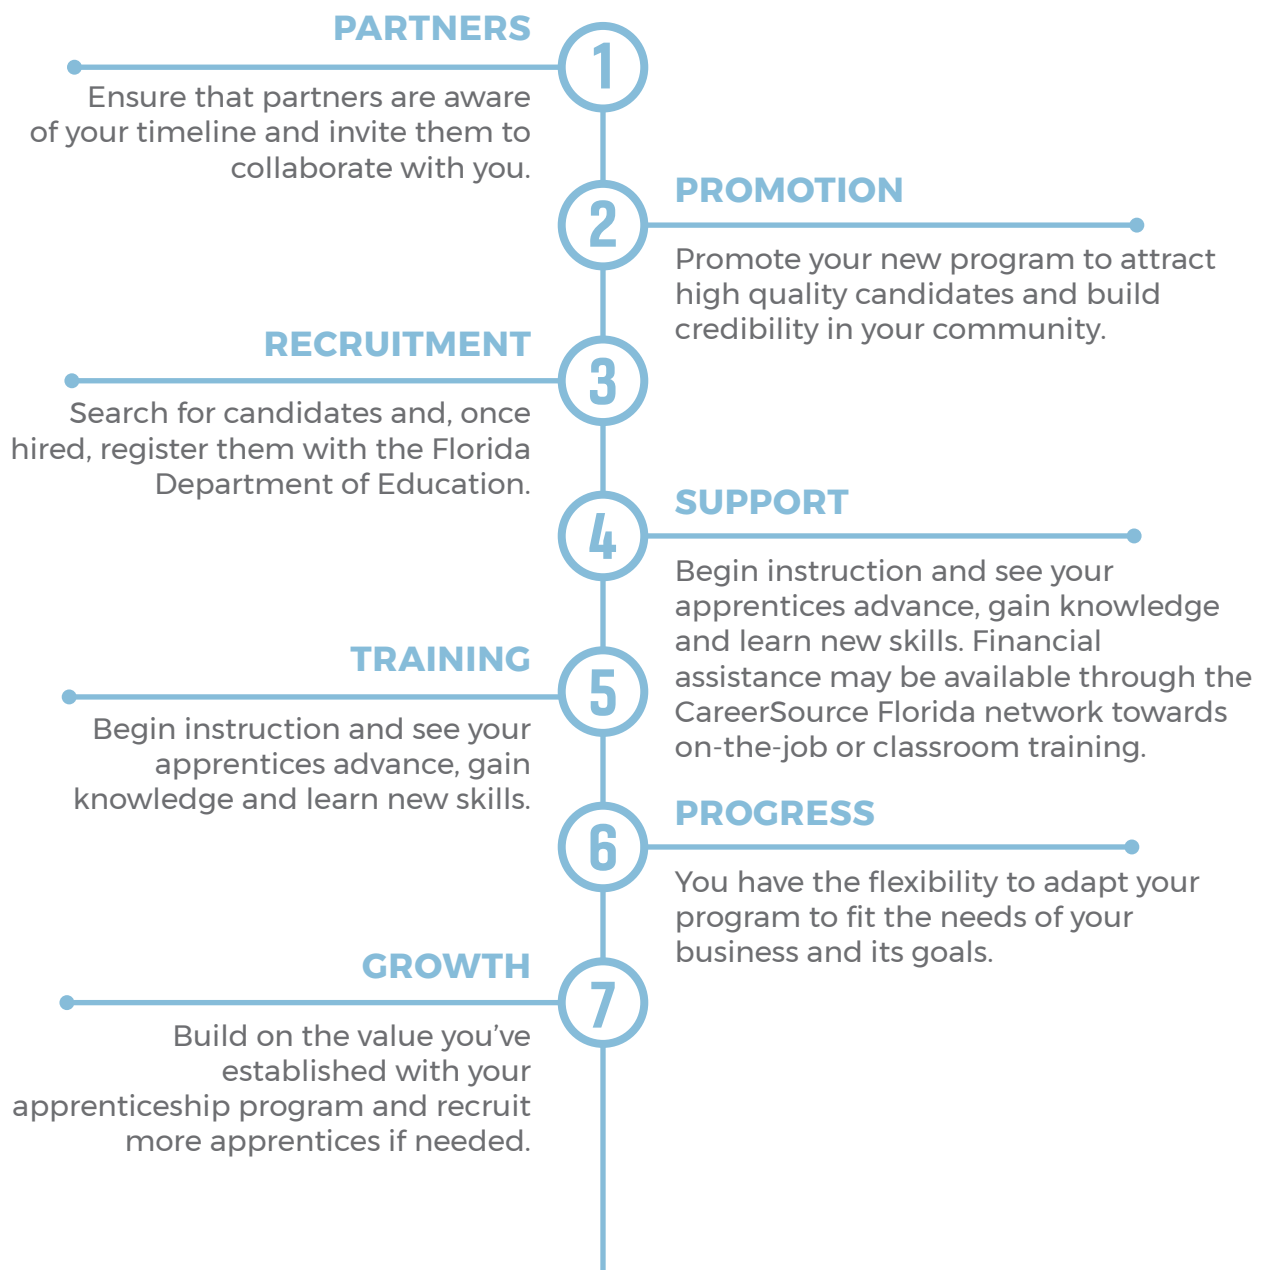 PARTNERS
1
Ensure that partners are aware
of your timeline and invite them to
collaborate with you.
PROMOTION
2
Promote your new program to attract
high quality candidates and build
credibility in your community.
RECRUITMENT
3
Search for candidates and, once
hired, register them with the Florida
Department of Education.
SUPPORT
4
Begin instruction and see your
apprentices advance, gain knowledge
and learn new skills. Financial
assistance may be available through the
CareerSource Florida network towards
on-the-job or classroom training.
TRAINING
5
Begin instruction and see your
apprentices advance, gain
knowledge and learn new skills.
PROGRESS
6
You have the flexibility to adapt your
program to fit the needs of your
business and its goals.
GROWTH
7
Build on the value you’ve
established with your
apprenticeship program and recruit
more apprentices if needed.